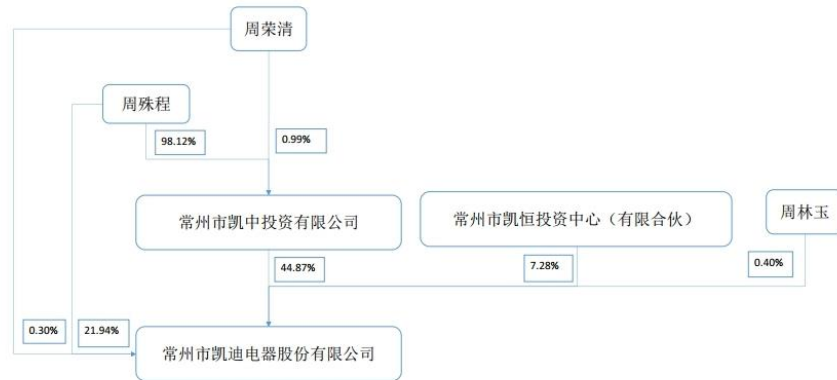 周荣清
周殊程
98.12%
0.99%
常州市凯中投资有限公司
常州市凯恒投资中心（有限合伙）
周林玉
44.87%
7.28%
0.40%
0.30%
21.94%
常州市凯迪电器股份有限公司